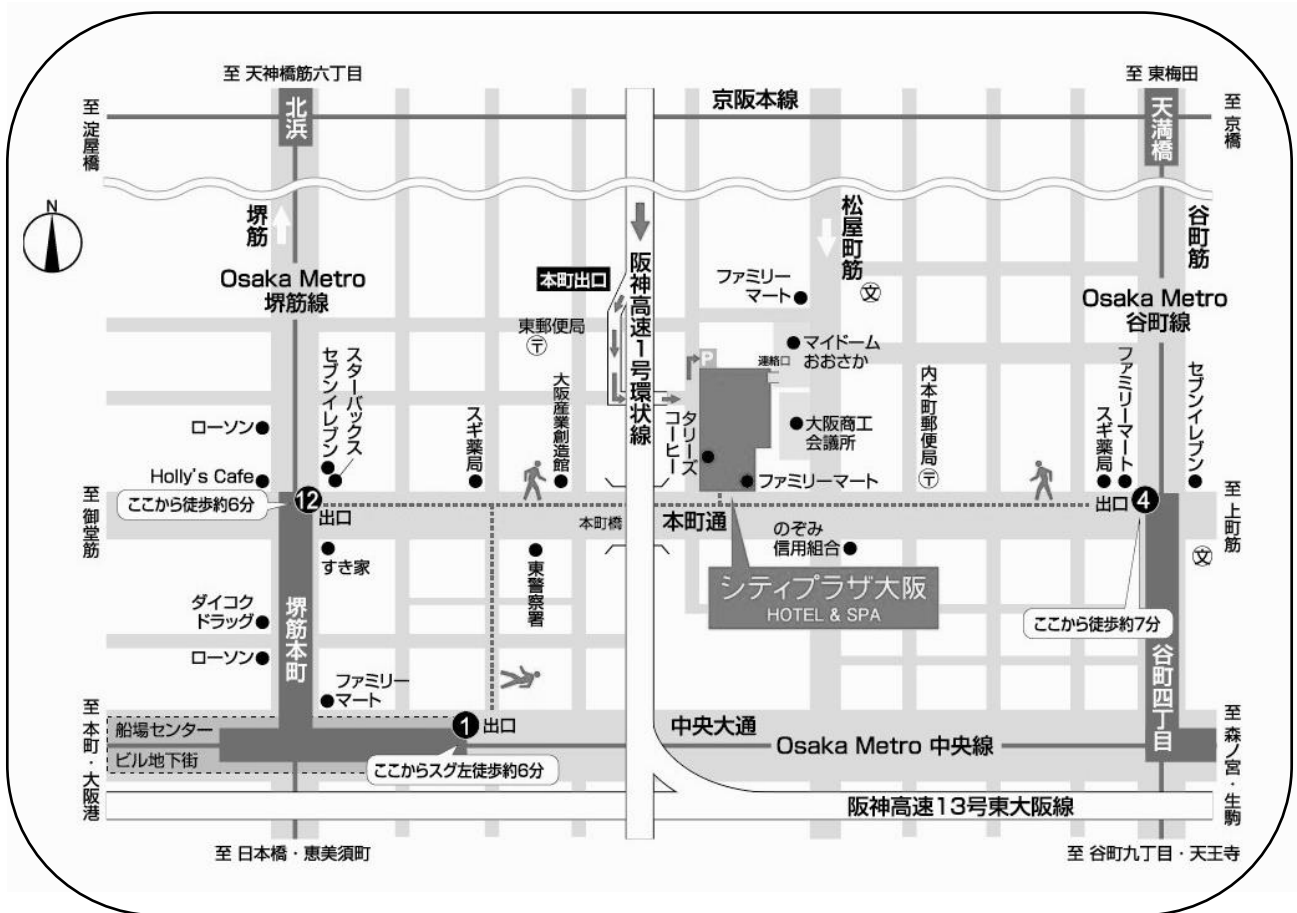 至 天神橋筋六丁目
至 東梅田
至 淀屋橋
北浜
京阪本線
天満橋
至 京橋
N
堺筋
松屋町筋
谷町筋
Osaka Metro
堺筋線
本町出口
阪神高速1号環状線
ファミリー
マート
文
Osaka Metro
谷町線
東郵便局
〒
P
連絡口
マイドーム
おおさか
スターバックス
セブンイレブン
スギ薬局
大阪産業創造館
タリーズ
コーヒー
大阪商工
会議所
内本町郵便局
〒
スギ薬局
ファミリーマート
セブンイレブン
ローソン
Holly's Cafe
ファミリーマート
至 御堂筋
ここから徒歩約6分
12
出口
本町橋
本町通
出口
4
至 上町筋
すき家
東警察署
のぞみ
信用組合
文
シティプラザ大阪
HOTEL & SPA
ダイコク
ドラッグ
ローソン
堺筋本町
ここから徒歩約7分
谷町四丁目
ファミリー
マート
至 本町・大阪港
船場センター
ビル地下街
1
出口
中央大通
Osaka Metro 中央線
至 森ノ宮・生駒
ここからスグ左徒歩約6分
阪神高速13号東大阪線
至 日本橋・恵美須町
至 谷町九丁目・天王寺